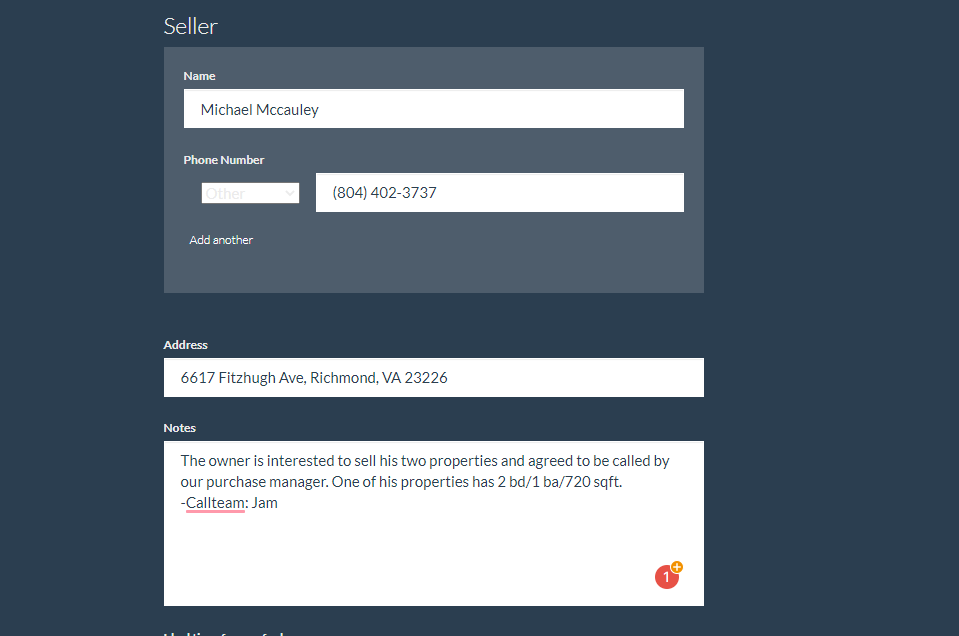 Seller
Name
Michael Mccauley
Phone Number
Other
(804) 402-3737
Add another
Address
6617 Fitzhugh Ave, Richmond, VA 23226
Notes
The owner is interested to sell his two properties and agreed to be called by
our purchase manager. One of his properties has 2 bd/1 ba/720 sqft.
-Callteam: Jam
1